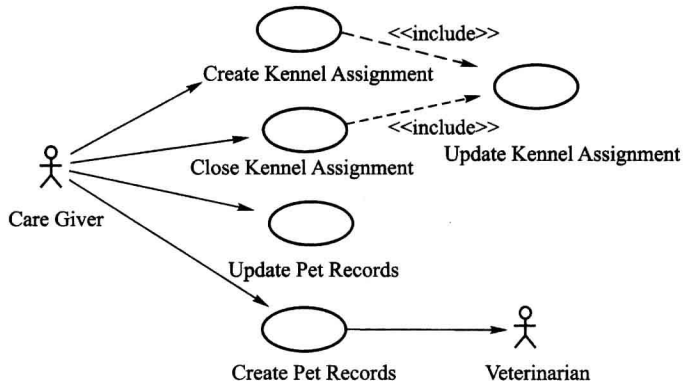 <<include>>
Create Kennel Assignment
<<include>>
Close Kennel Assignment
Update Kennel Assignment
Care Giver
Update Pet Records
Create Pet Records
Veterinarian